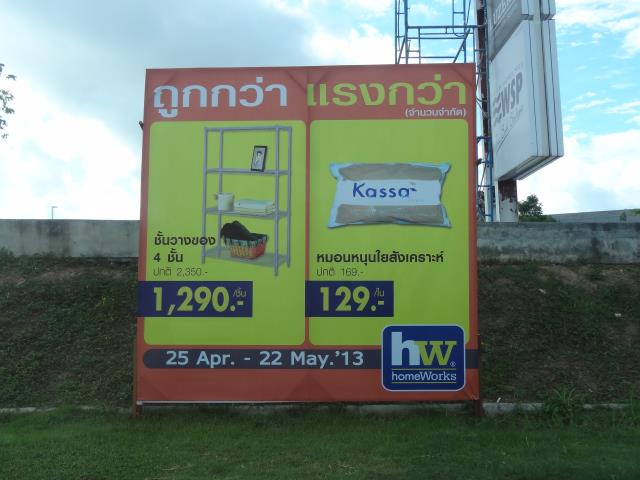 ถูกกว่า แรงกว่า
(จำนวนจำกัด)
Kassa
ชั้นวางของ
4 ชั้น
ปกติ 2,350.-
1,290.-/ชิ้น
หมอนหนุนใยสังเคราะห์
ปกติ 169.-
129.-/ใบ
25 Apr. - 22 May.'13
hw®
homeWorks
WSP